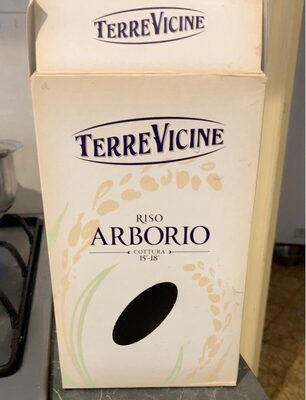 TERREVICINE
TERREVICINE
RISO
ARBORIO
COTTURA
15'-18'